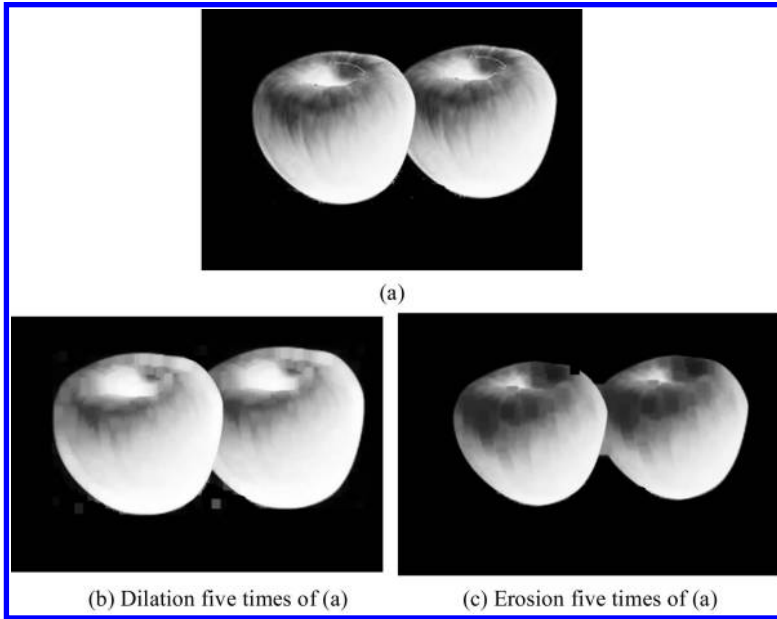 (a)
(b) Dilation five times of (a)
(c) Erosion five times of (a)